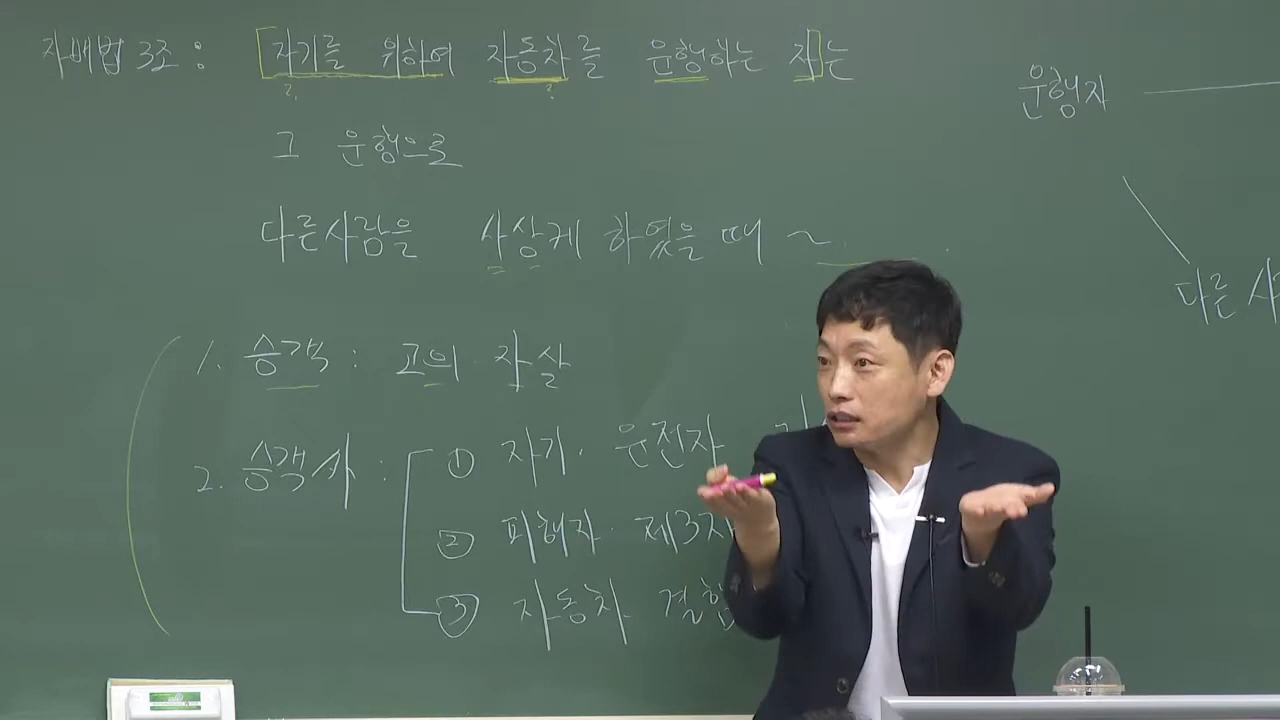 자배법 3조 : [자기를 위하여 자동차를 운행하는 자]는
그 운행으로
다른사람을 사상케 하였을 때 ~.
1. 승객 : 고의 · 자살
2. 승객 外 : ① 자기 · 운전자
② 피해자 · 제3자
③ 자동차 결함
운행자
다른 사